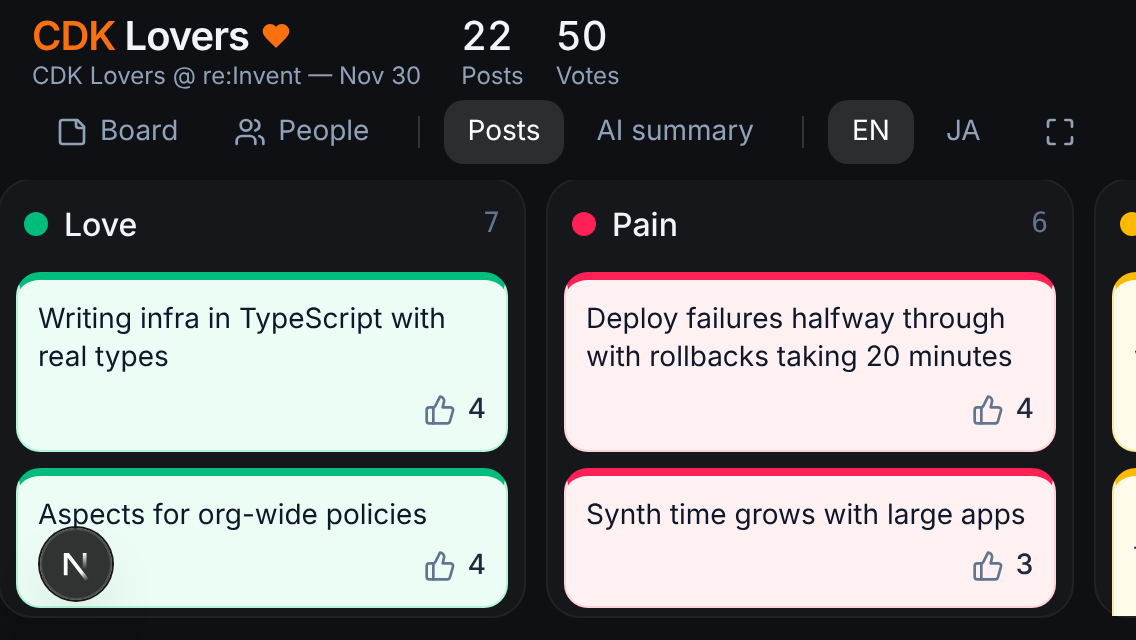 CDK Lovers
CDK Lovers @ re:Invent — Nov 30
22
Posts
50
Votes
Board
People
Posts
AI summary
EN
JA
Love
7
Writing infra in TypeScript with
real types
4
Aspects for org-wide policies
4
N
Pain
6
Deploy failures halfway through
with rollbacks taking 20 minutes
4
Synth time grows with large apps
3